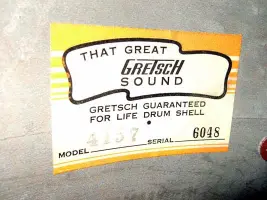 THAT GREAT
GRETSCH
SOUND
GRETSCH GUARANTEED
FOR LIFE DRUM SHELL
MODEL 4157 SERIAL 6048